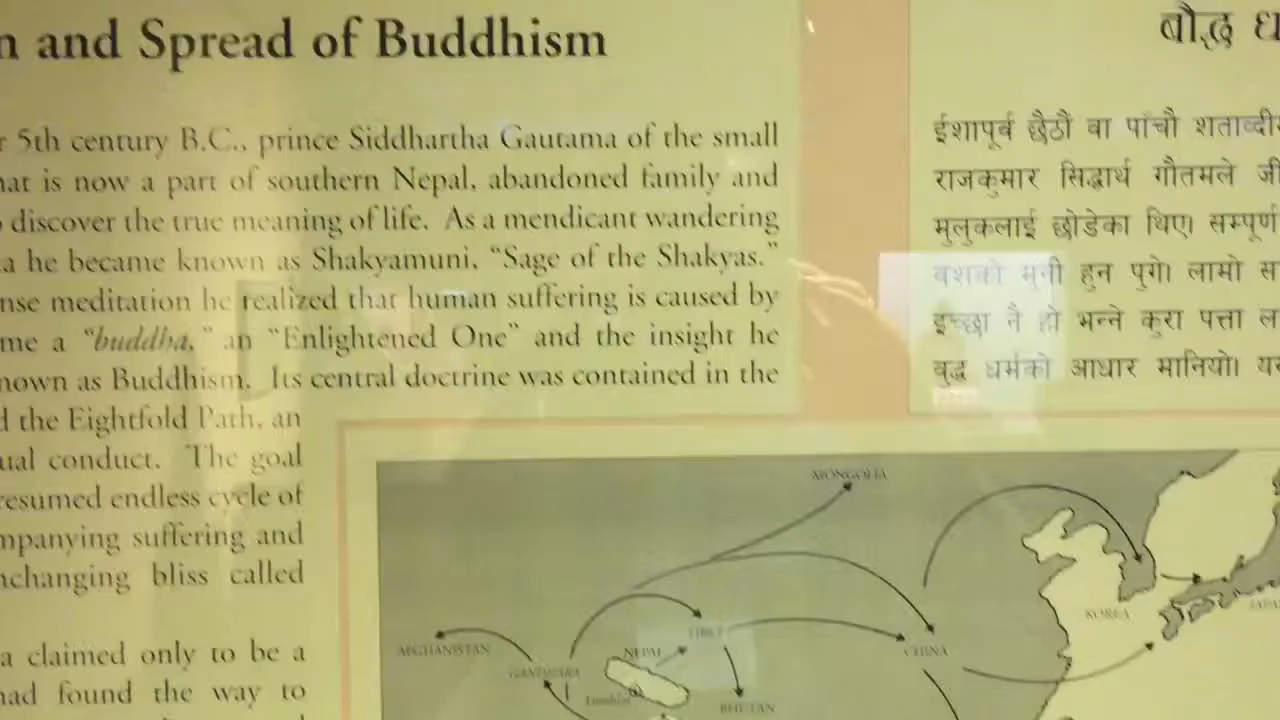 n and Spread of Buddhism
r 5th century B.C., prince Siddhartha Gautama of the small
hat is now a part of southern Nepal, abandoned family and
o discover the true meaning of life. As a mendicant wandering
a he became known as Shakyamuni, “Sage of the Shakyas.”
nse meditation he realized that human suffering is caused by
me a “buddha,” an “Enlightened One” and the insight he
nown as Buddhism. Its central doctrine was contained in the
d the Eightfold Path, an
ual conduct. The goal
resumed endless cycle of
mpanying suffering and
nchanging bliss called
a claimed only to be a
had found the way to
बौद्ध ध
ईशापूर्व छैठौं वा पांचौ शताब्दी
राजकुमार सिद्धार्थ गौतमले जी
मुलुकलाई छोडेका थिए। सम्पूर्ण
वशको मुनी हुन पुगे। लामो स
इच्छा नै हो भन्ने कुरा पत्ता ल
बुद्ध धर्मको आधार मानियो। यस
MONGOLIA
KOREA
JAPA
TIBET
AFGHANISTAN
NEPAL
CHINA
GANDHARA
Lumbini
BHUTAN